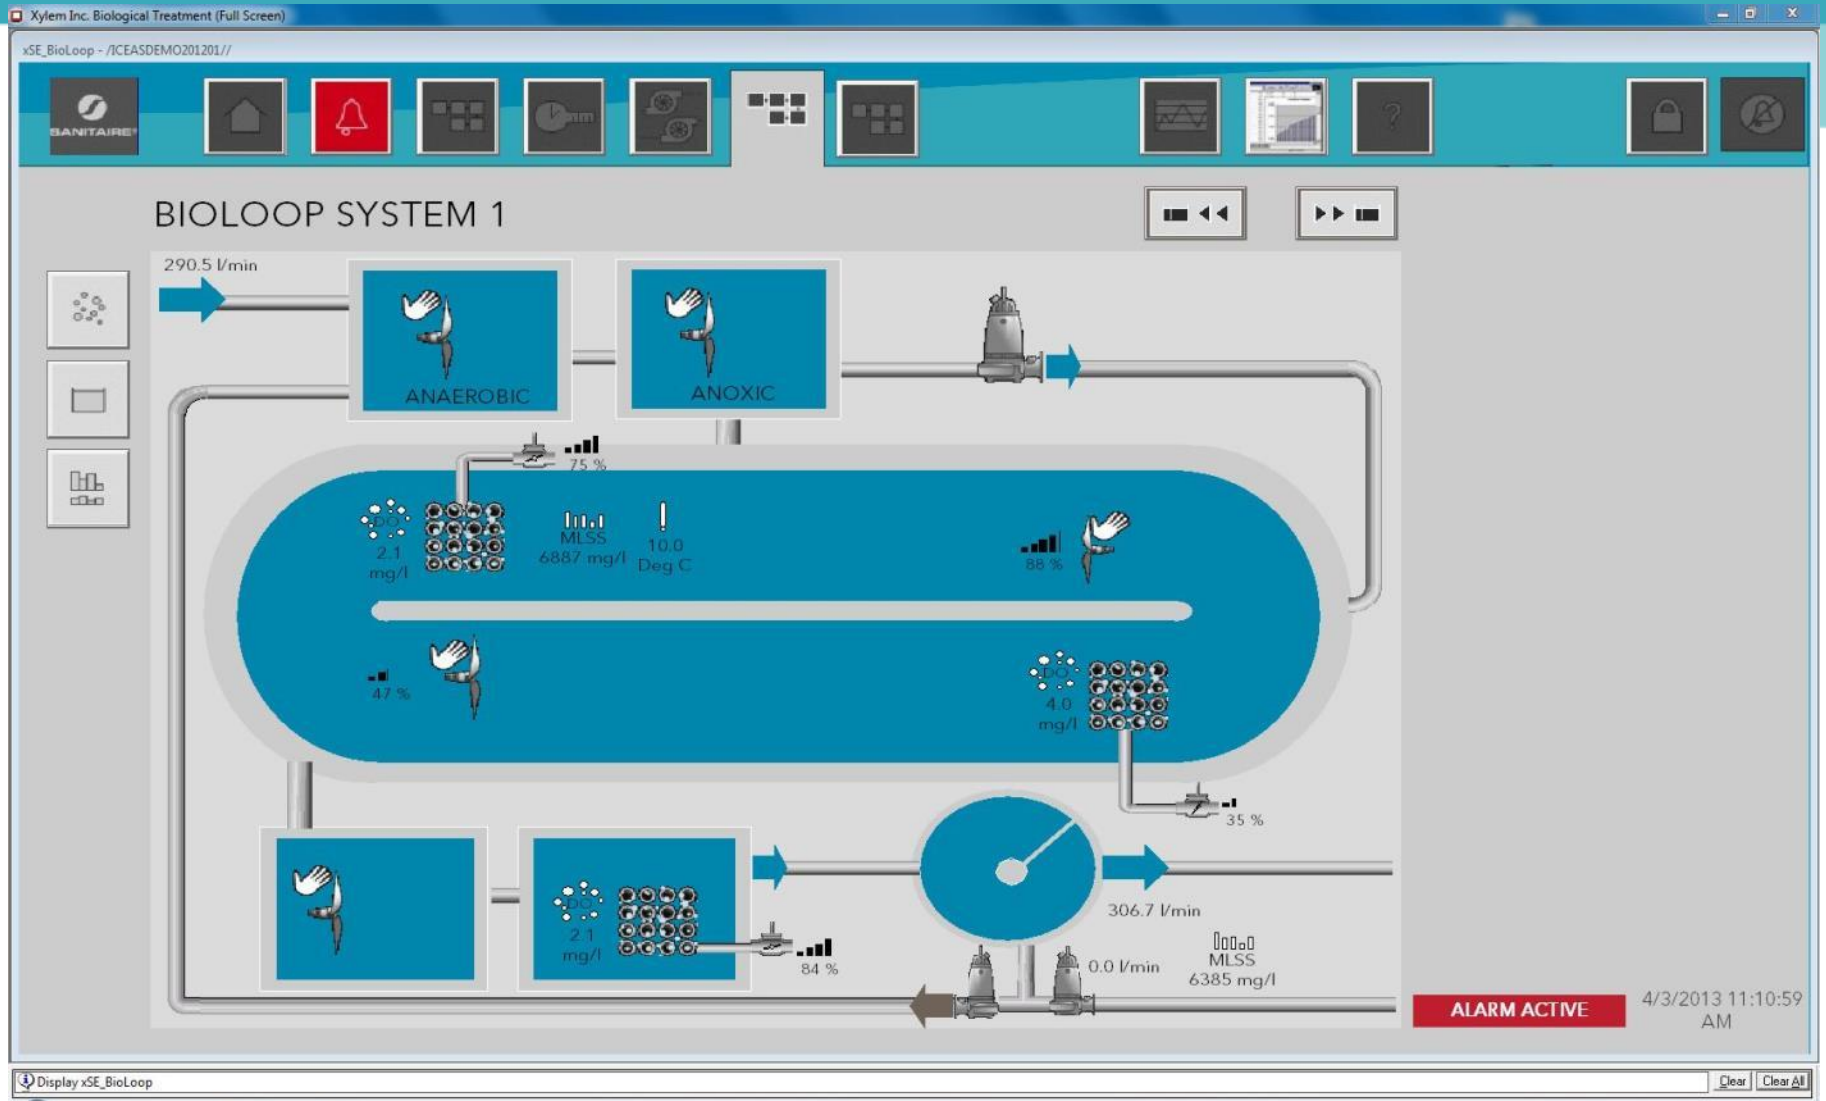 Xylem Inc. Biological Treatment (Full Screen)
xSE_BioLoop - /ICEASDEMO201201//
SANITAIRE®
?
BIOLOOP SYSTEM 1
290.5 l/min
ANAEROBIC
ANOXIC
75 %
DO
2.1
mg/l
MLSS
6887 mg/l
10.0
Deg C
88 %
47 %
DO
4.0
mg/l
35 %
DO
2.1
mg/l
84 %
306.7 l/min
0.0 l/min
MLSS
6385 mg/l
ALARM ACTIVE
4/3/2013 11:10:59
AM
Display xSE_BioLoop
Clear
Clear All